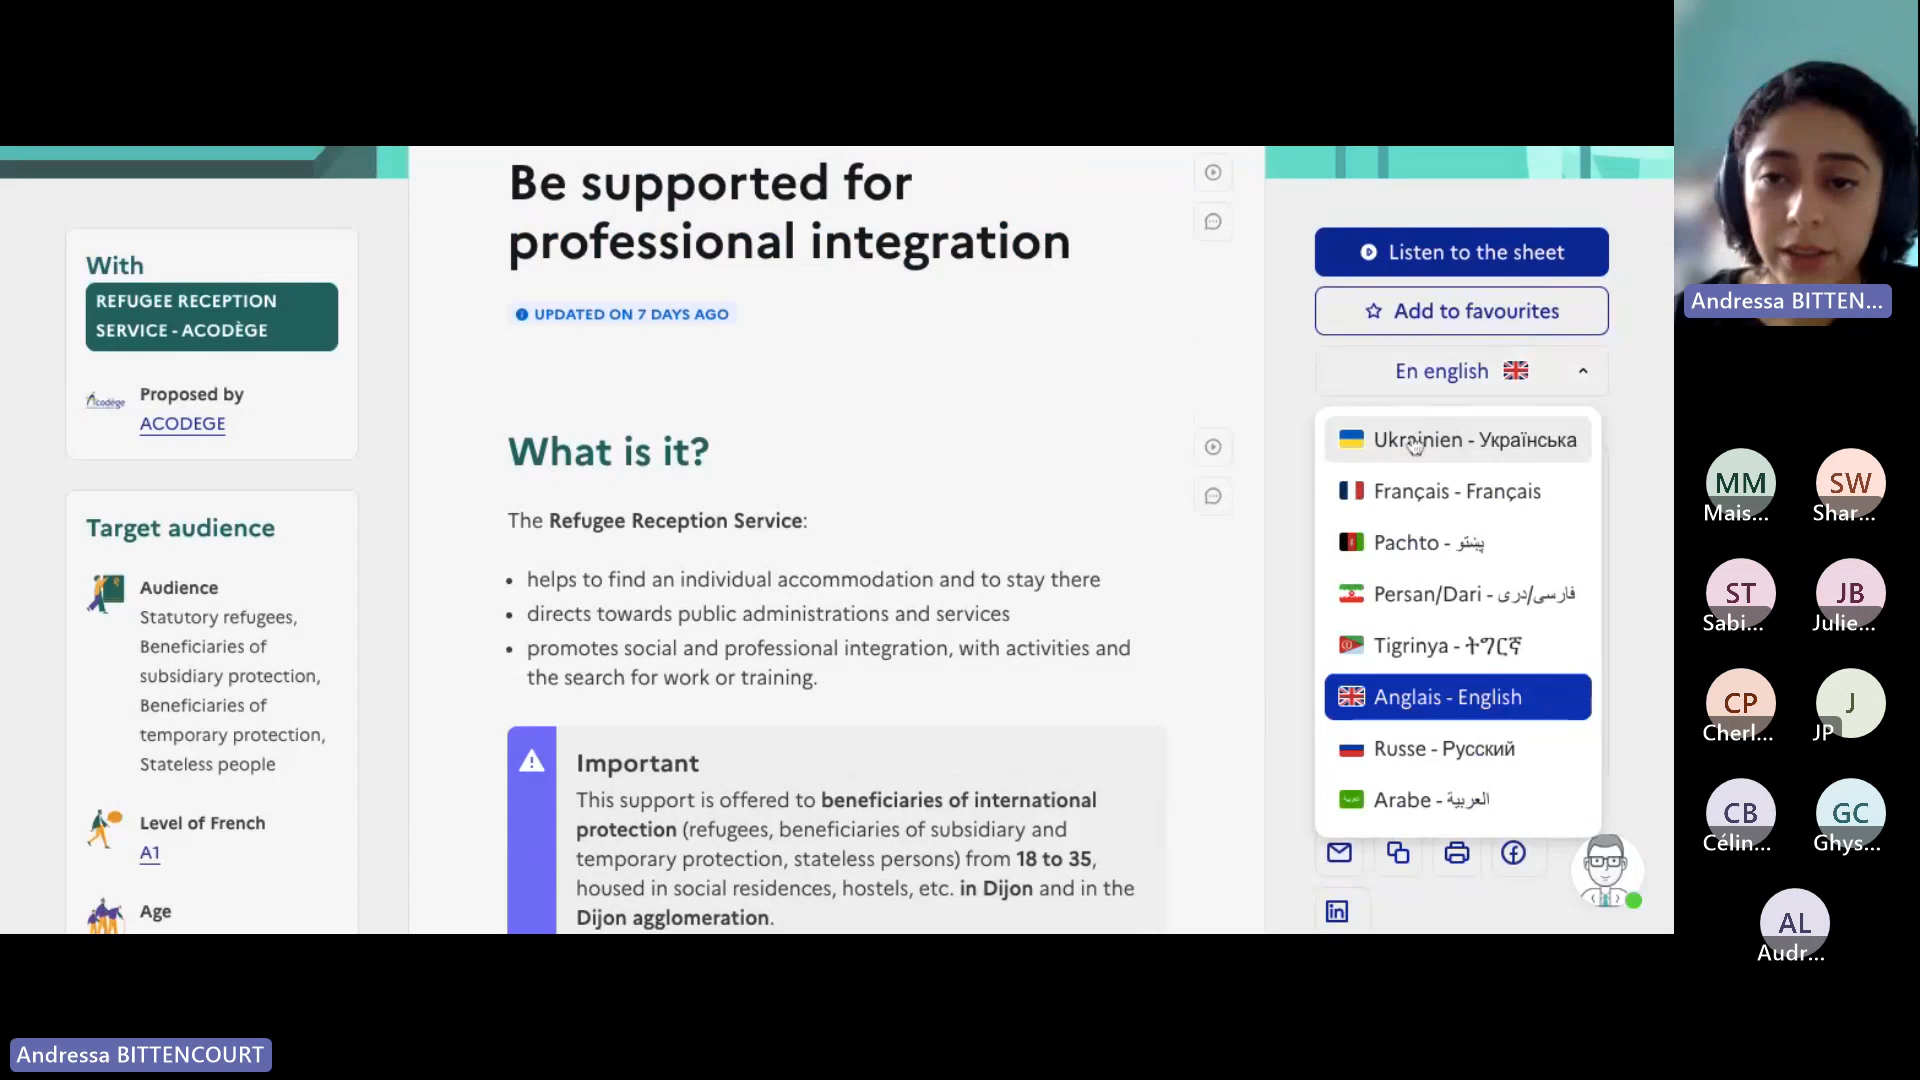 With
REFUGEE RECEPTION
SERVICE - ACODÈGE
Acodège
Proposed by
ACODEGE
Target audience
Audience
Statutory refugees,
Beneficiaries of
subsidiary protection,
Beneficiaries of
temporary protection,
Stateless people
Level of French
A1
Age
Be supported for
professional integration
UPDATED ON 7 DAYS AGO
What is it?
The Refugee Reception Service:
• helps to find an individual accommodation and to stay there
• directs towards public administrations and services
• promotes social and professional integration, with activities and
the search for work or training.
Important
This support is offered to beneficiaries of international
protection (refugees, beneficiaries of subsidiary and
temporary protection, stateless persons) from 18 to 35,
housed in social residences, hostels, etc. in Dijon and in the
Dijon agglomeration.
Listen to the sheet
Add to favourites
En english
Ukrainien - Українська
Français - Français
Pachto - پښتو
Persan/Dari - فارسی/دری
Tigrinya - ትግርኛ
Anglais - English
Russe - Русский
Arabe - العربية
in
Andressa BITTEN...
MM
Mais...
SW
Shar...
ST
Sabi...
JB
Julie...
CP
Cherl...
J
JP
CB
Célin...
GC
Ghys...
AL
Audr...
Andressa BITTENCOURT